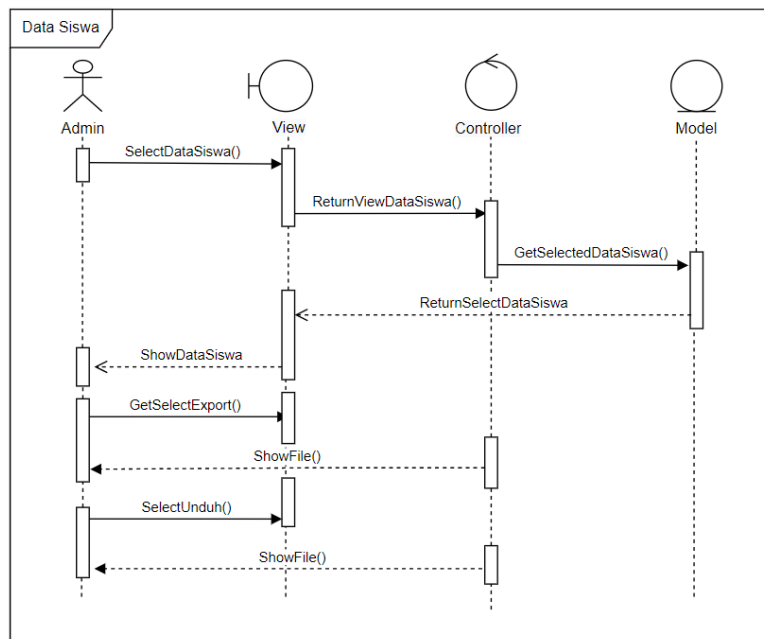 Data Siswa
Admin
View
Controller
Model
SelectDataSiswa()
ReturnViewDataSiswa()
GetSelectedDataSiswa()
ReturnSelectDataSiswa
ShowDataSiswa
GetSelectExport()
ShowFile()
SelectUnduh()
ShowFile()